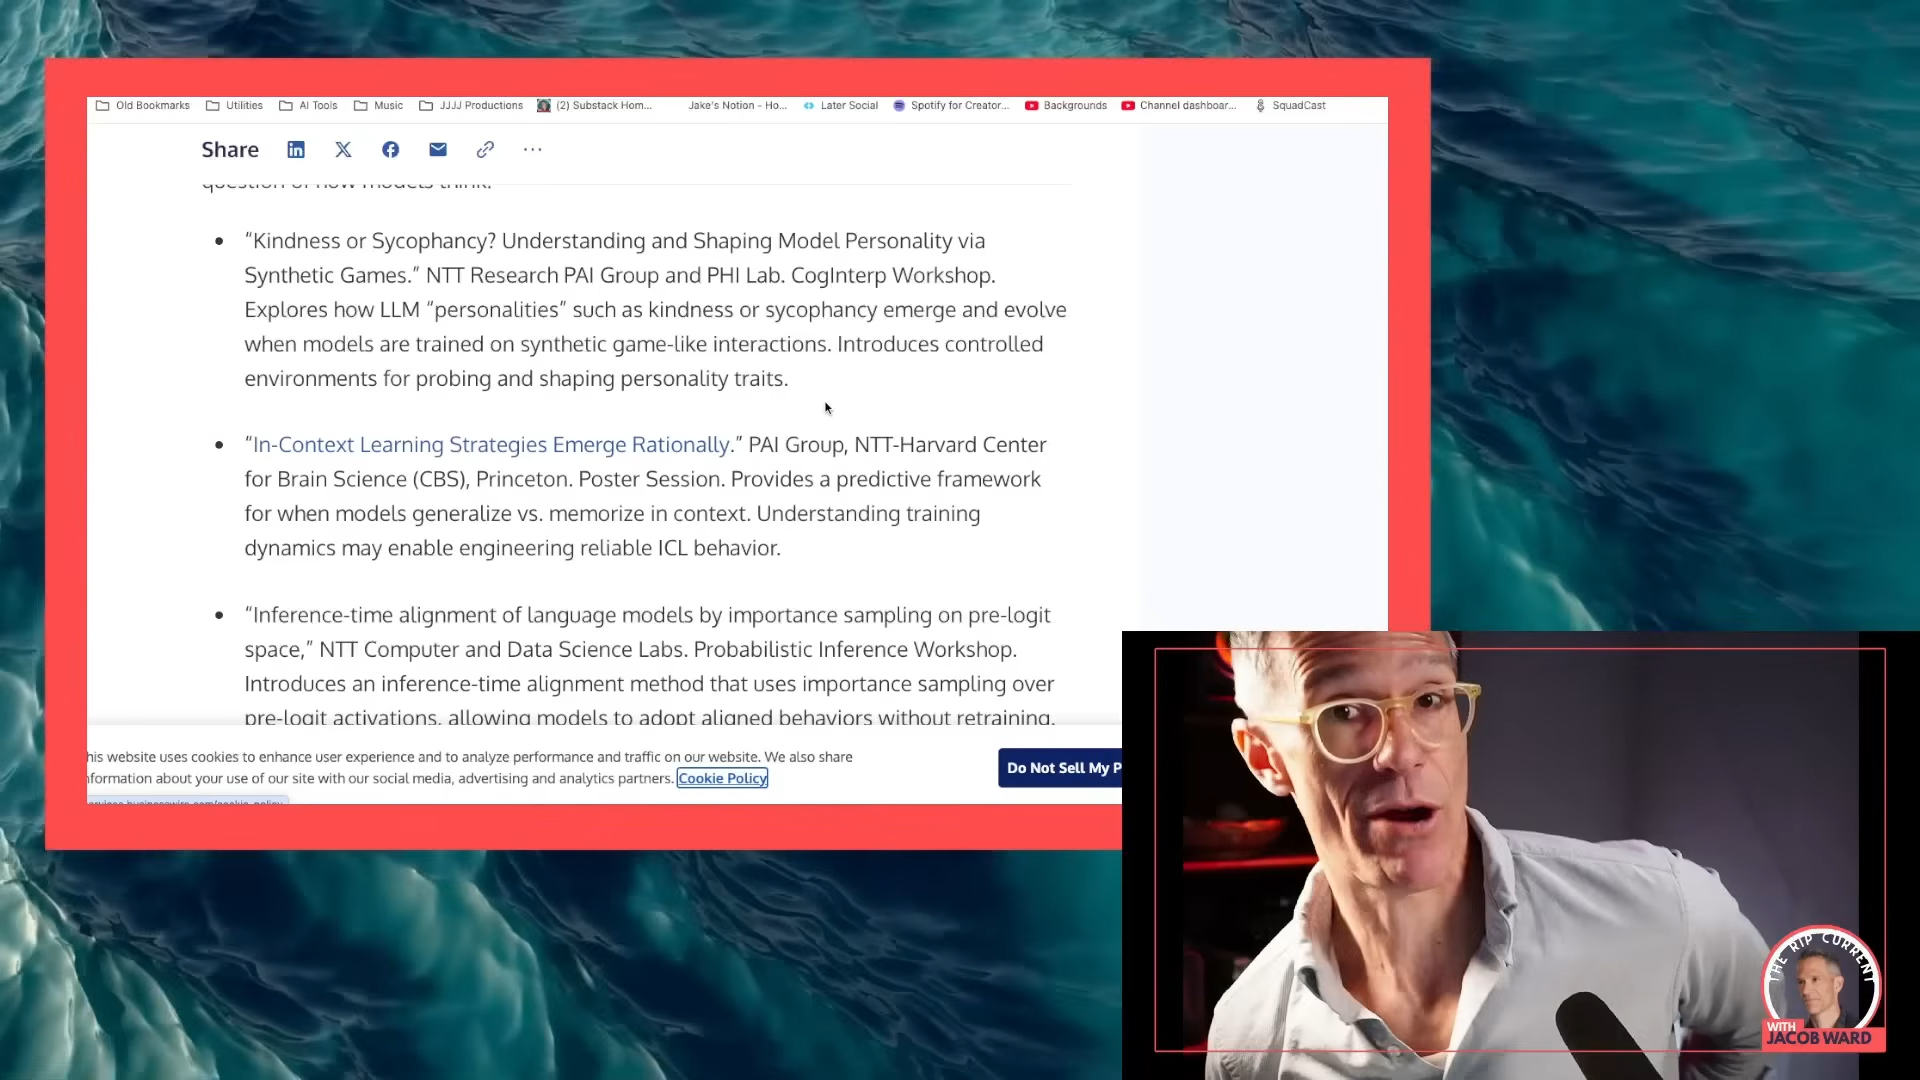 Old Bookmarks Utilities AI Tools Music JJJJ Productions (2) Substack Hom... Jake's Notion - Ho... Later Social Spotify for Creator... Backgrounds Channel dashboar... SquadCast
Share
question of how models think.
• “Kindness or Sycophancy? Understanding and Shaping Model Personality via
Synthetic Games.” NTT Research PAI Group and PHI Lab. CogInterp Workshop.
Explores how LLM “personalities” such as kindness or sycophancy emerge and evolve
when models are trained on synthetic game-like interactions. Introduces controlled
environments for probing and shaping personality traits.
• “In-Context Learning Strategies Emerge Rationally.” PAI Group, NTT-Harvard Center
for Brain Science (CBS), Princeton. Poster Session. Provides a predictive framework
for when models generalize vs. memorize in context. Understanding training
dynamics may enable engineering reliable ICL behavior.
• “Inference-time alignment of language models by importance sampling on pre-logit
space,” NTT Computer and Data Science Labs. Probabilistic Inference Workshop.
Introduces an inference-time alignment method that uses importance sampling over
pre-logit activations, allowing models to adopt aligned behaviors without retraining.
his website uses cookies to enhance user experience and to analyze performance and traffic on our website. We also share
nformation about your use of our site with our social media, advertising and analytics partners. Cookie Policy
Do Not Sell My P
THE RIP CURRENT
WITH
JACOB WARD